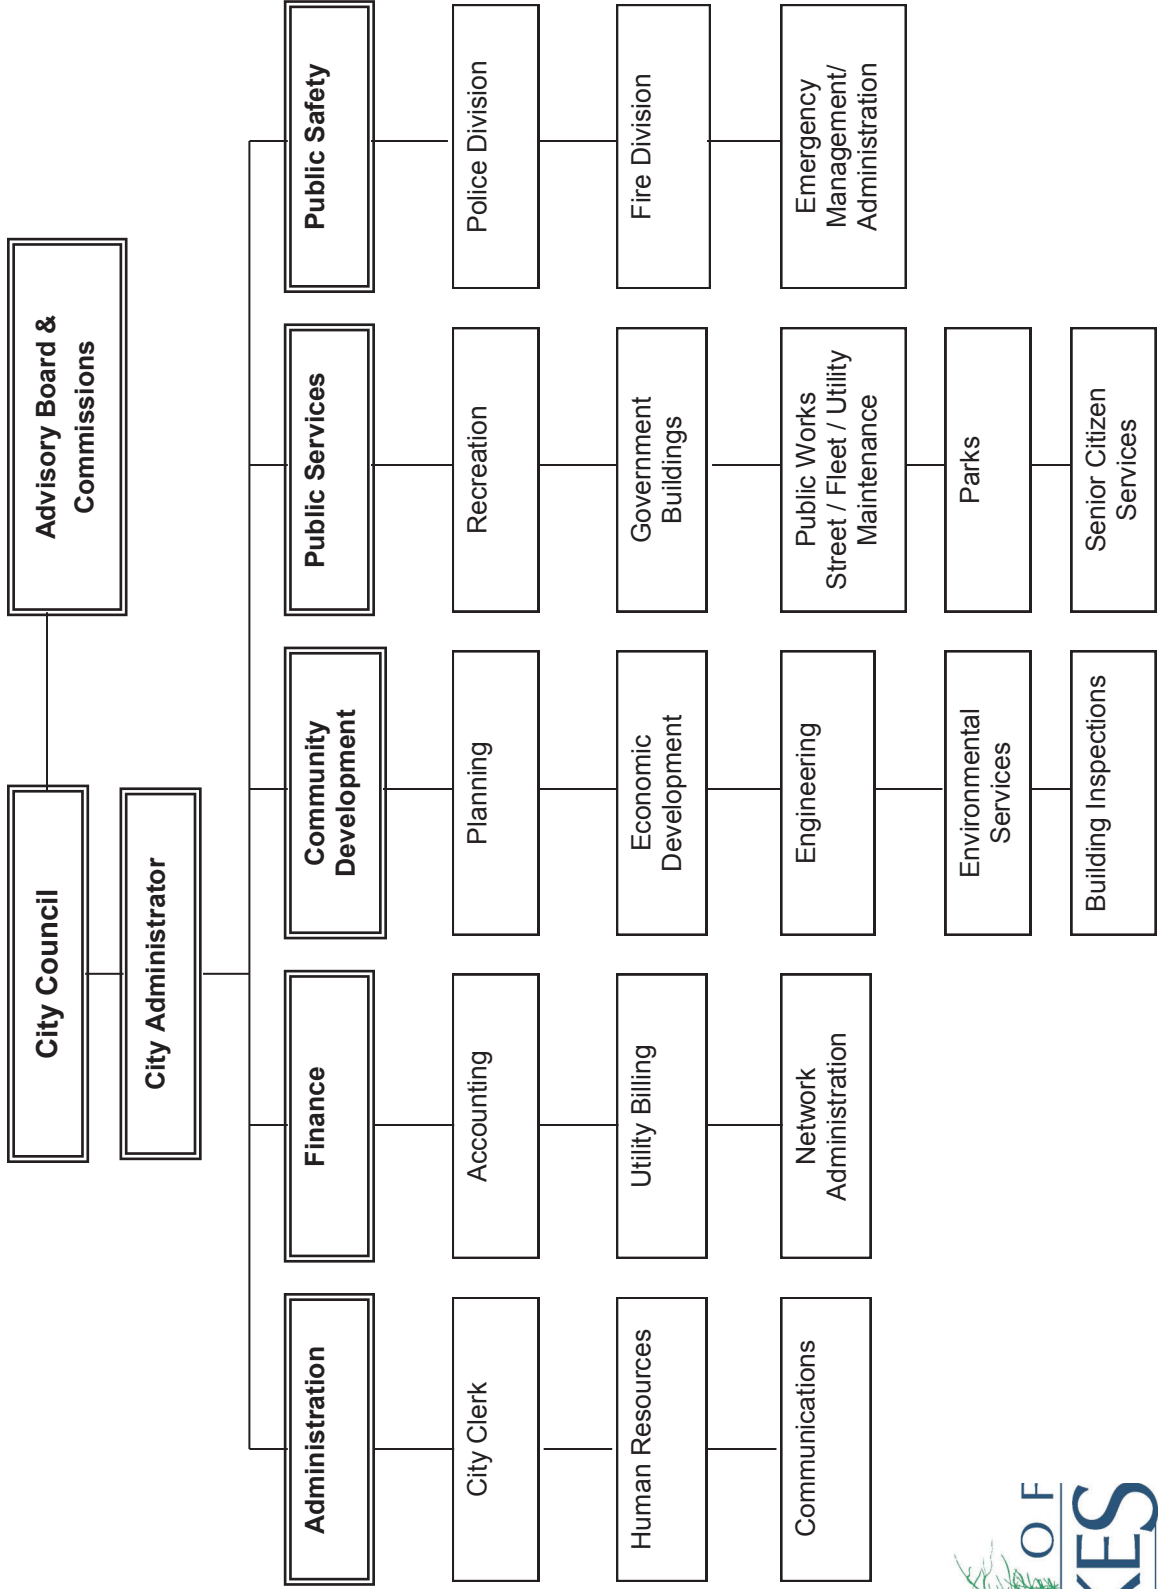 City Council
Advisory Board &
Commissions
City Administrator
Administration
City Clerk
Human Resources
Communications
Finance
Accounting
Utility Billing
Network
Administration
Community
Development
Planning
Economic
Development
Engineering
Environmental
Services
Building Inspections
Public Services
Recreation
Government
Buildings
Public Works
Street / Fleet / Utility
Maintenance
Parks
Senior Citizen
Services
Public Safety
Police Division
Fire Division
Emergency
Management/
Administration
OF
KES